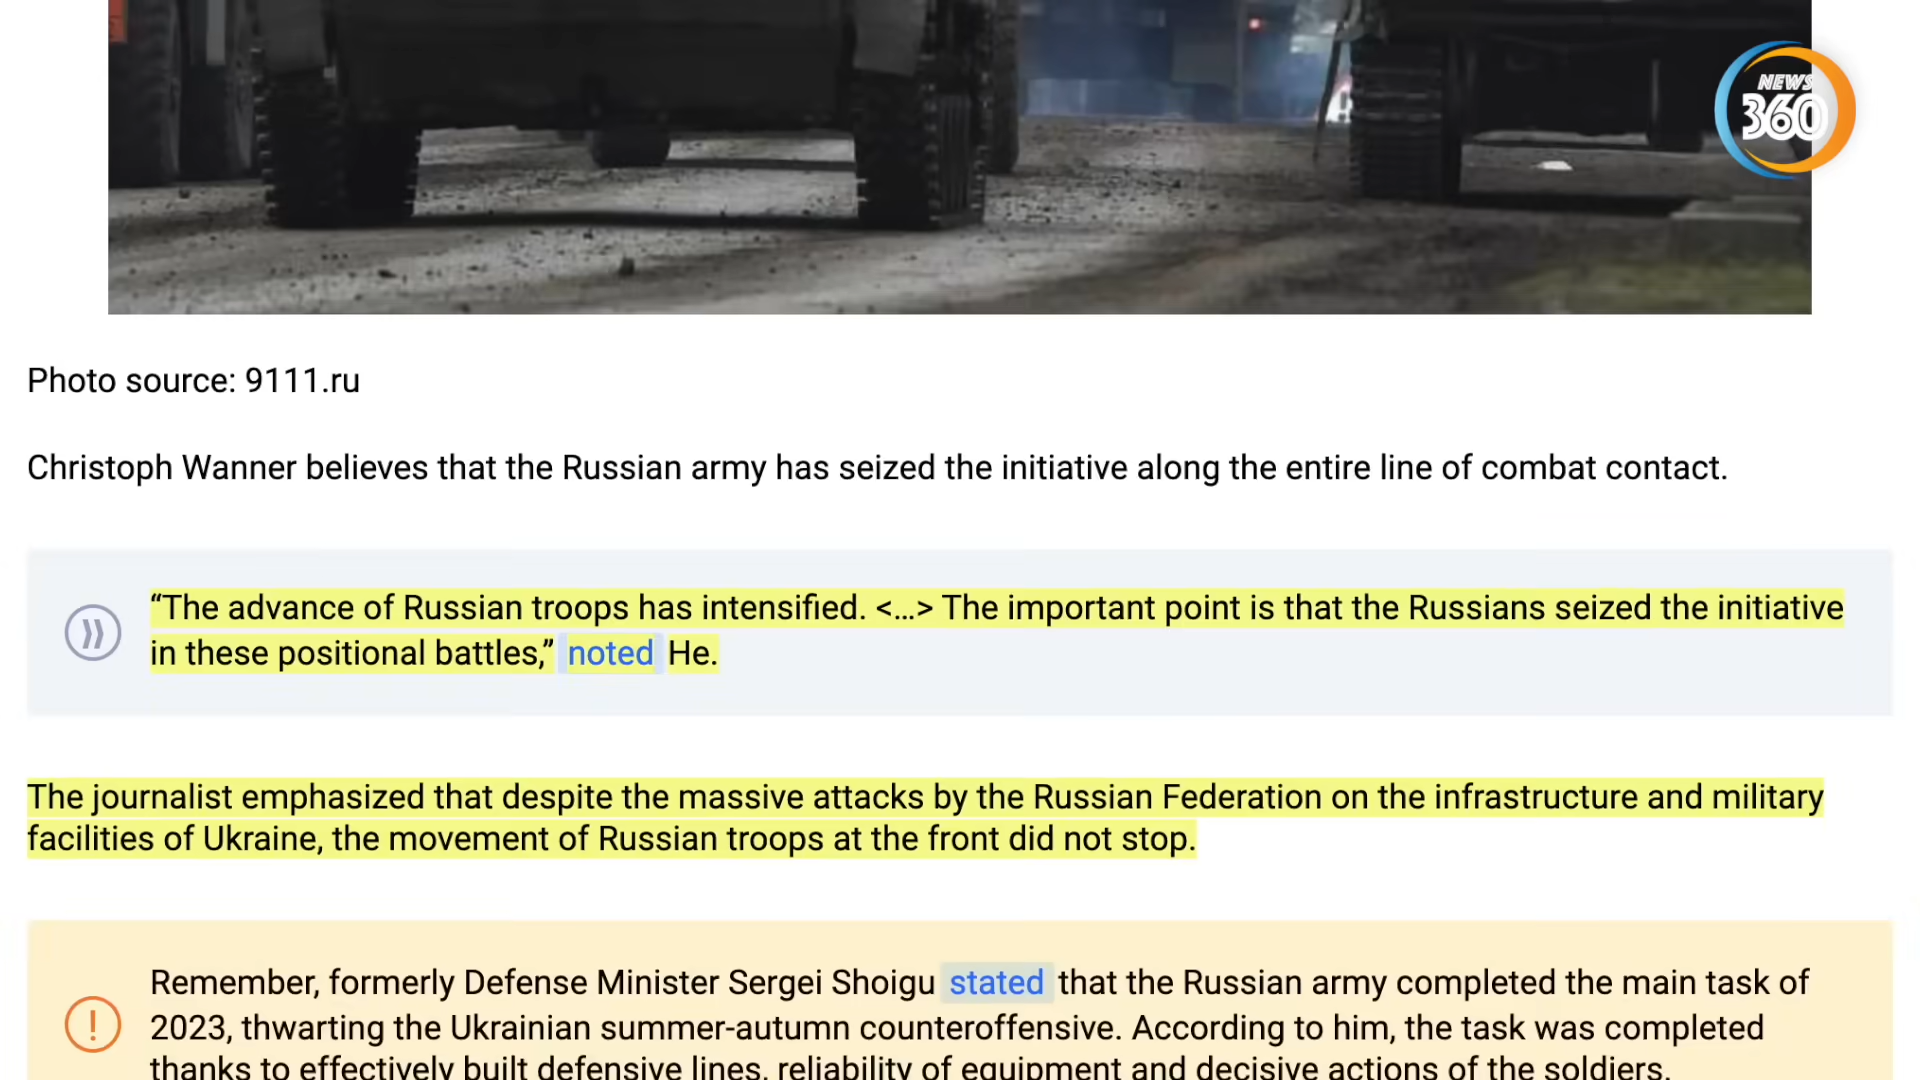 NEWS
360
Photo source: 9111.ru
Christoph Wanner believes that the Russian army has seized the initiative along the entire line of combat contact.
“The advance of Russian troops has intensified. <...> The important point is that the Russians seized the initiative
in these positional battles,” noted He.
The journalist emphasized that despite the massive attacks by the Russian Federation on the infrastructure and military
facilities of Ukraine, the movement of Russian troops at the front did not stop.
Remember, formerly Defense Minister Sergei Shoigu stated that the Russian army completed the main task of
2023, thwarting the Ukrainian summer-autumn counteroffensive. According to him, the task was completed
thanks to effectively built defensive lines, reliability of equipment and decisive actions of the soldiers.